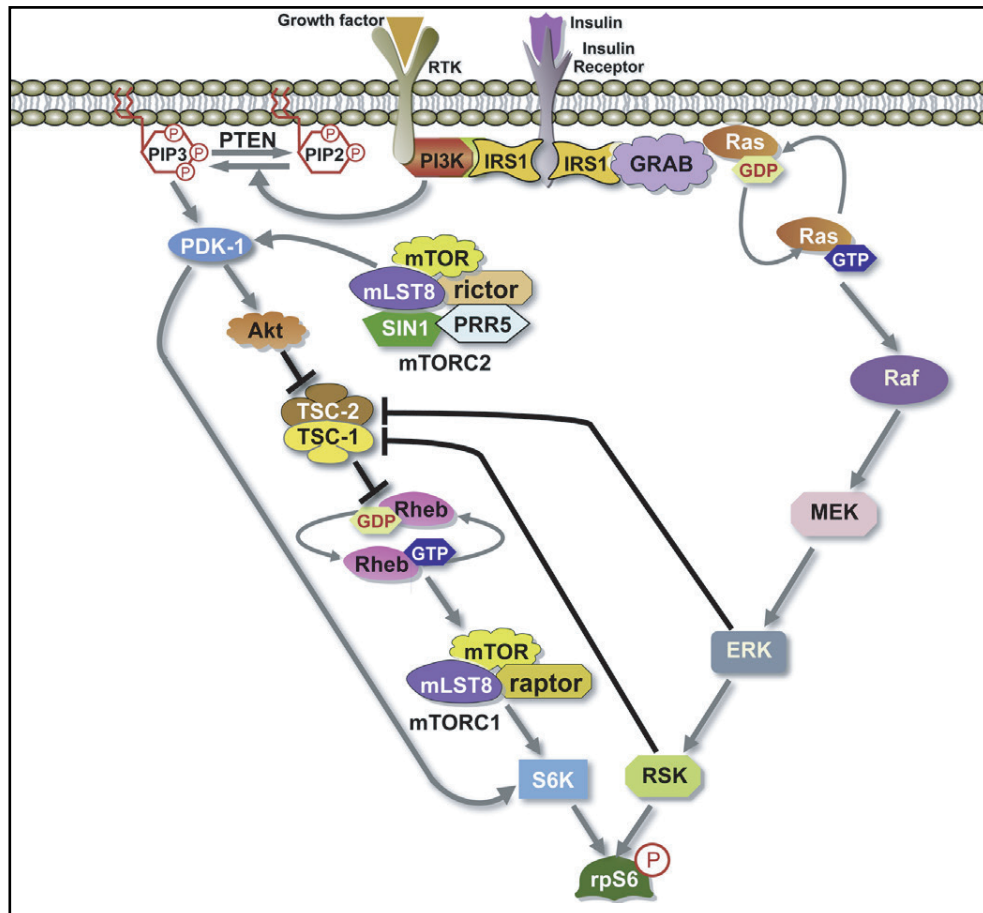 Growth factor
Insulin
RTK
Insulin
Receptor
P
P
PIP3
P
P
PTEN
PIP2
P
PI3K
IRS1
IRS1
GRAB
Ras
GDP
Ras
GTP
PDK-1
mTOR
mLST8
rictor
SIN1
PRR5
mTORC2
Akt
Raf
TSC-2
TSC-1
GDP
Rheb
Rheb
GTP
MEK
mTOR
mLST8
raptor
mTORC1
ERK
S6K
RSK
rpS6
P